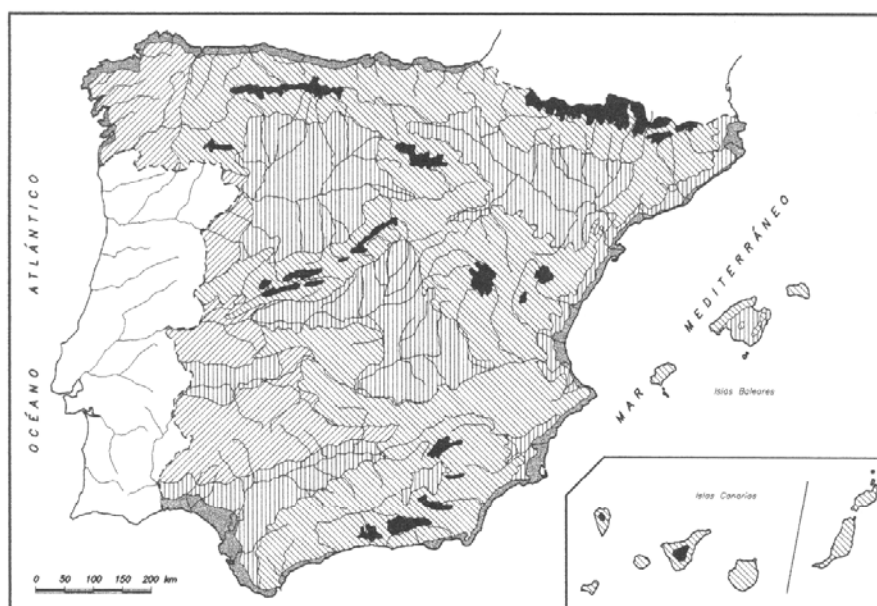 OCÉANO ATLÁNTICO
MAR MEDITERRÁNEO
Islas Baleares
Islas Canarias
0 50 100 150 200 km